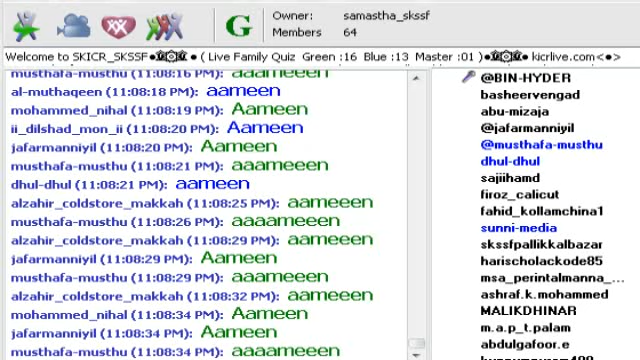 G
Owner: samastha_skssf
Members 64
Welcome to SKICR_SKSSF ( Live Family Quiz Green :16 Blue :13 Master :01 ) kicrlive.com<●>
musthafa-musthu (11:08:16 PM): aaameeen
al-muthaqeen (11:08:18 PM): aameen
mohammed_nihal (11:08:19 PM): Aameen
ii_dilshad_mon_ii (11:08:20 PM): Aameen
jafarmanniyil (11:08:20 PM): Aameen
musthafa-musthu (11:08:21 PM): aaameeen
dhul-dhul (11:08:21 PM): aameen
alzahir_coldstore_makkah (11:08:25 PM): aameeen
musthafa-musthu (11:08:26 PM): aaaameeen
alzahir_coldstore_makkah (11:08:29 PM): aameeen
jafarmanniyil (11:08:29 PM): Aameen
musthafa-musthu (11:08:29 PM): aaameeen
alzahir_coldstore_makkah (11:08:32 PM): aameeen
mohammed_nihal (11:08:34 PM): Aameen
jafarmanniyil (11:08:34 PM): Aameen
musthafa-musthu (11:08:34 PM): aaaameen
@BIN-HYDER
basheervengad
abu-mizaja
@jafarmanniyil
@musthafa-musthu
dhul-dhul
sajiihamd
firoz_calicut
fahid_kollamchina1
sunni-media
skssfpallikkalbazar
harischolackode85
msa_perintalmanna_...
ashraf.k.mohammed
MALIKDHINAR
m.a.p_t.palam
abdulgafoor.e